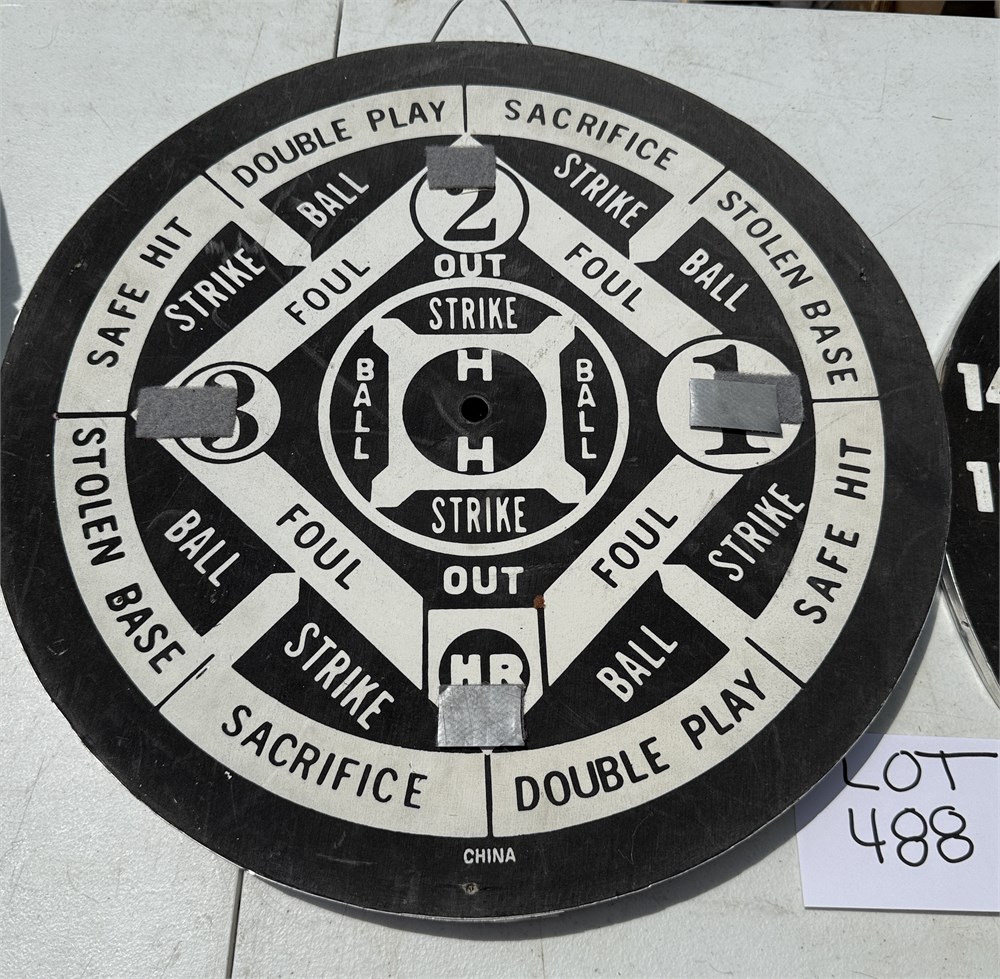 DOUBLE PLAY
SACRIFICE
SAFE HIT
BALL
STRIKE
STOLEN BASE
STRIKE
FOUL
2
FOUL
BALL
OUT
STRIKE
3
BALL
H
H
BALL
1
STRIKE
STOLEN BASE
BALL
FOUL
OUT
FOUL
STRIKE
SAFE HIT
STRIKE
HR
BALL
SACRIFICE
DOUBLE PLAY
CHINA
LOT
488